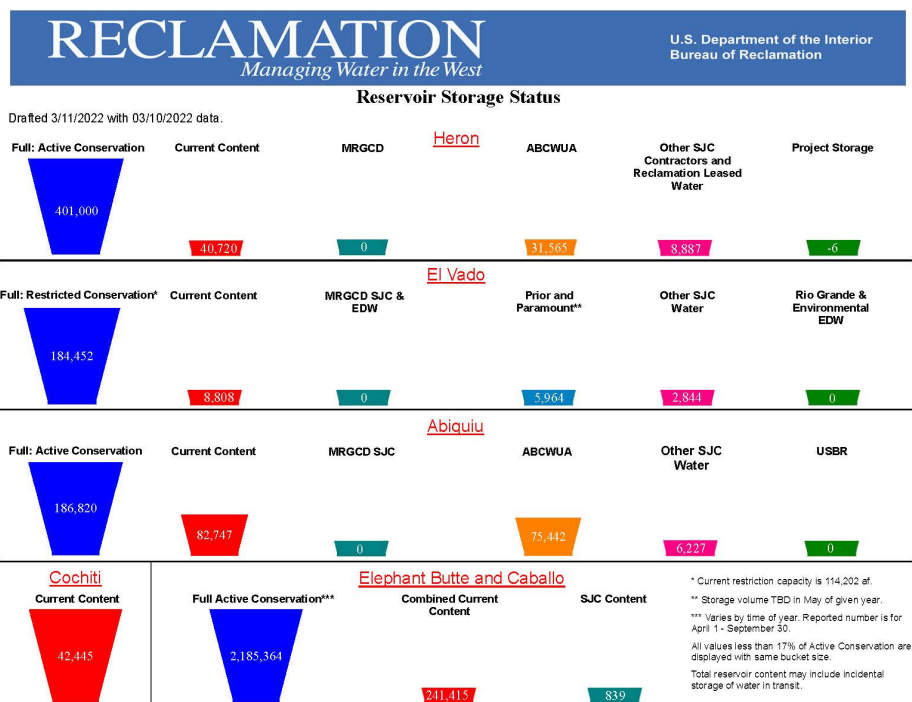 RECLAMATION
Managing Water in the West
U.S. Department of the Interior
Bureau of Reclamation
Reservoir Storage Status
Drafted 3/11/2022 with 03/10/2022 data.
Heron
Full: Active Conservation
Current Content
MRGCD
ABCWUA
Other SJC
Contractors and
Reclamation Leased
Water
Project Storage
401,000
40,720
0
31,565
8,887
-6
El Vado
Full: Restricted Conservation*
Current Content
MRGCD SJC &
EDW
Prior and
Paramount**
Other SJC
Water
Rio Grande &
Environmental
EDW
184,452
8,808
0
5,964
2,844
0
Abiquiu
Full: Active Conservation
Current Content
MRGCD SJC
ABCWUA
Other SJC
Water
USBR
186,820
82,747
0
75,442
6,227
0
Cochiti
Current Content
42,445
Elephant Butte and Caballo
Full Active Conservation***
Combined Current
Content
SJC Content
2,185,364
241,415
839
* Current restriction capacity is 114,202 af.
** Storage volume TBD in May of given year.
*** Varies by time of year. Reported number is for
April 1 - September 30.
All values less than 17% of Active Conservation are
displayed with same bucket size.
Total reservoir content may include incidental
storage of water in transit.